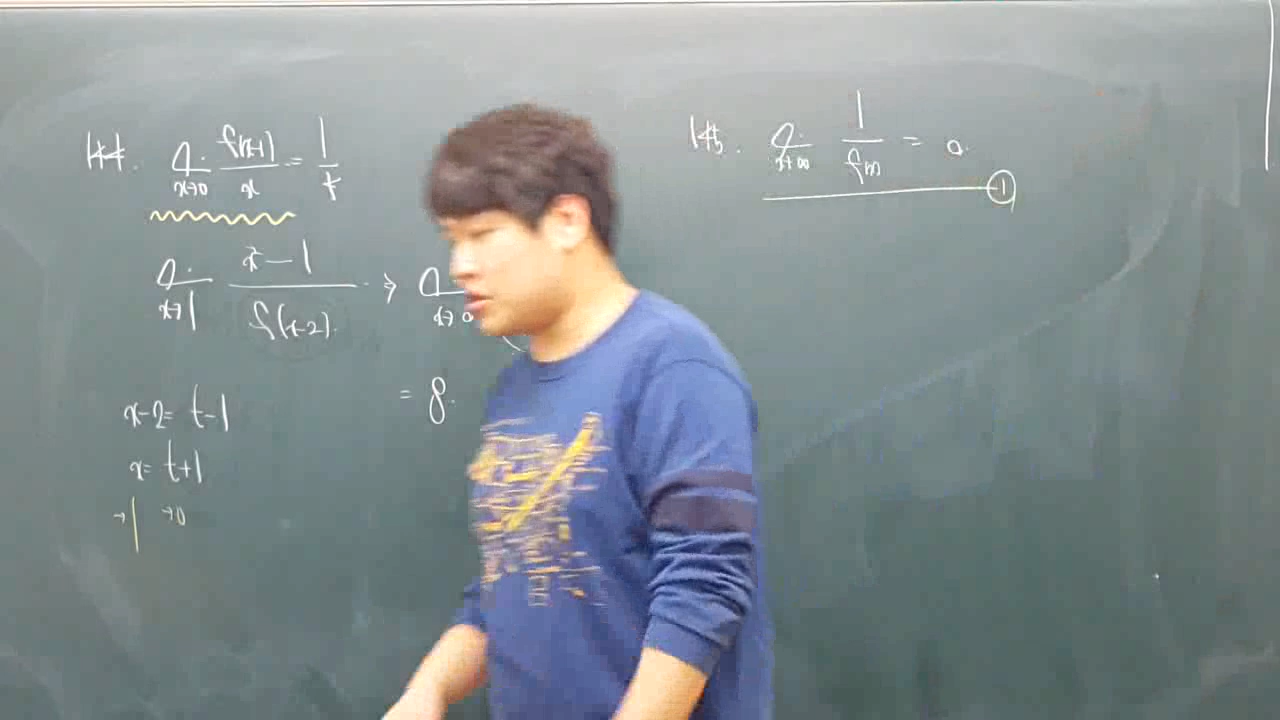 144. lim x→0 f(x-1)/x = 1/4
lim x→1 x²-1/f(x-2) ⇒ lim x→0
= 8.
x-2= t-1
x= t+1
→1 →0
145. lim x→∞ 1/f(x) = 0.
①